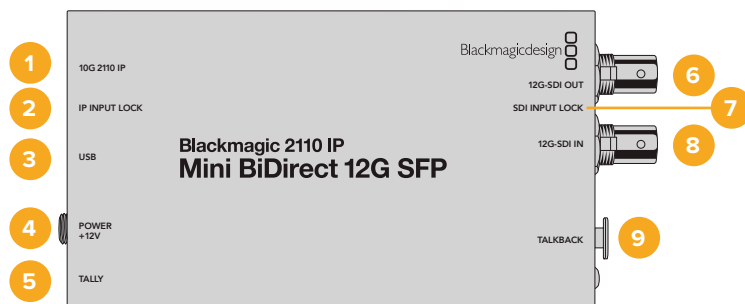 1
10G 2110 IP
2
IP INPUT LOCK
3
USB
4
POWER
+12V
5
TALLY
Blackmagic 2110 IP
Mini BiDirect 12G SFP
Blackmagicdesign
12G-SDI OUT
6
SDI INPUT LOCK
7
12G-SDI IN
8
TALKBACK
9